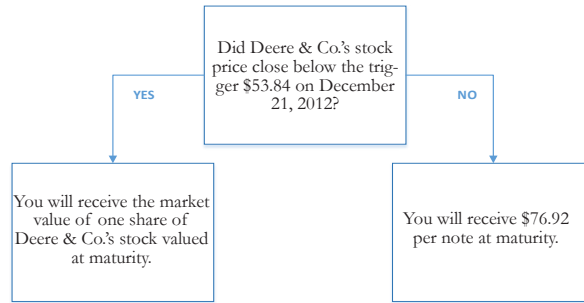 Did Deere & Co.'s stock
price close below the trig-
ger $53.84 on December
21, 2012?
YES
NO
You will receive the market
value of one share of
Deere & Co.'s stock valued
at maturity.
You will receive $76.92
per note at maturity.